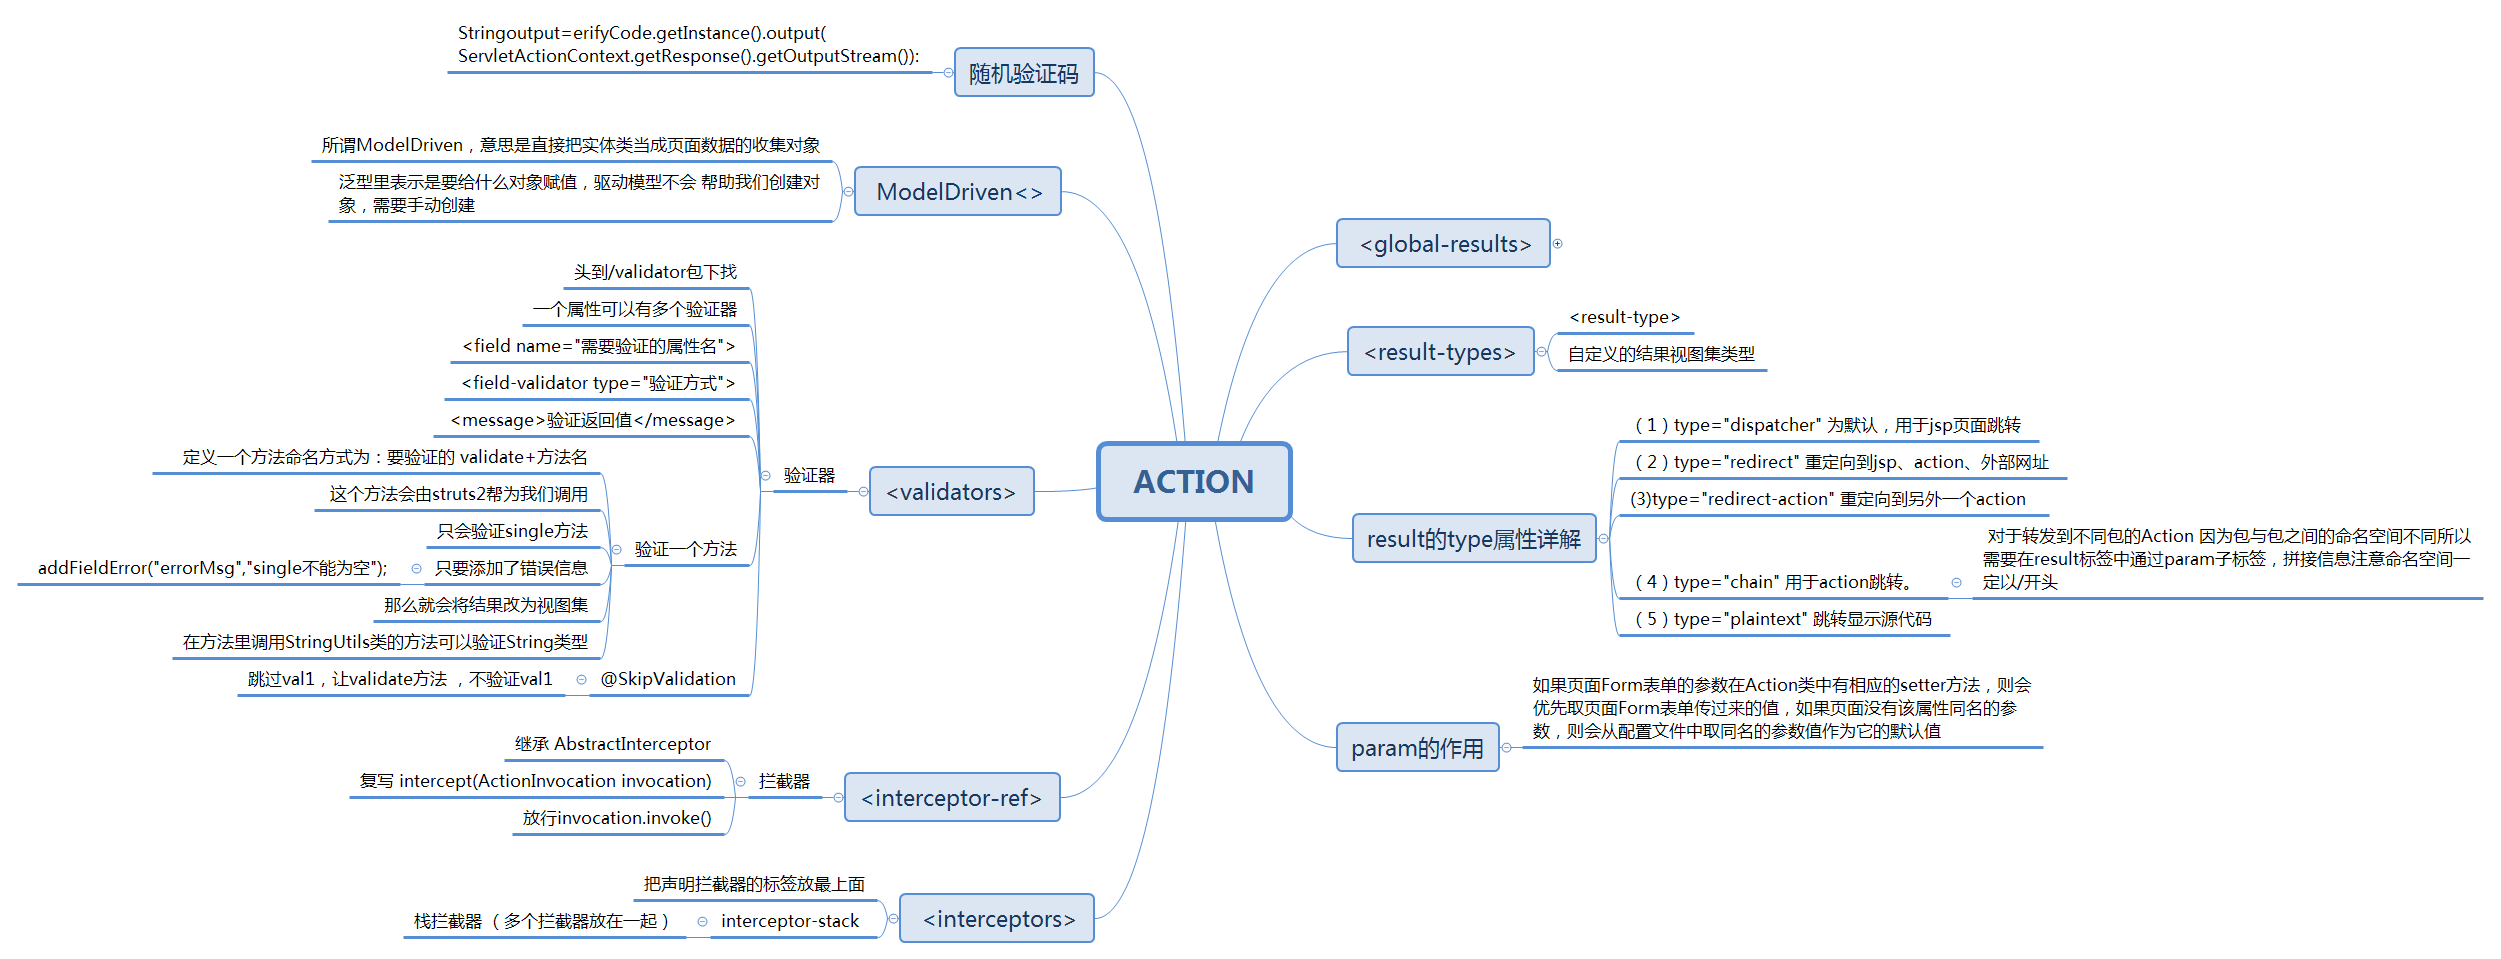 ACTION
随机验证码
Stringoutput=erifyCode.getInstance().output(
ServletActionContext.getResponse().getOutputStream()):
ModelDriven<>
所谓ModelDriven，意思是直接把实体类当成页面数据的收集对象
泛型里表示是要给什么对象赋值，驱动模型不会 帮助我们创建对
象，需要手动创建
<validators>
验证器
头到/validator包下找
一个属性可以有多个验证器
<field name="需要验证的属性名">
<field-validator type="验证方式">
<message>验证返回值</message>
验证一个方法
定义一个方法命名方式为：要验证的 validate+方法名
这个方法会由struts2帮为我们调用
只会验证single方法
只要添加了错误信息
addFieldError("errorMsg","single不能为空");
那么就会将结果改为视图集
在方法里调用StringUtils类的方法可以验证String类型
@SkipValidation
跳过val1，让validate方法 ，不验证val1
<interceptor-ref>
拦截器
继承 AbstractInterceptor
复写 intercept(ActionInvocation invocation)
放行invocation.invoke()
<interceptors>
把声明拦截器的标签放最上面
interceptor-stack
栈拦截器 （多个拦截器放在一起）
<global-results>
<result-types>
<result-type>
自定义的结果视图集类型
result的type属性详解
（1）type="dispatcher" 为默认，用于jsp页面跳转
（2）type="redirect" 重定向到jsp、action、外部网址
(3)type="redirect-action" 重定向到另外一个action
（4）type="chain" 用于action跳转。
对于转发到不同包的Action 因为包与包之间的命名空间不同所以
需要在result标签中通过param子标签，拼接信息注意命名空间一
定以/开头
（5）type="plaintext" 跳转显示源代码
param的作用
如果页面Form表单的参数在Action类中有相应的setter方法，则会
优先取页面Form表单传过来的值，如果页面没有该属性同名的参
数，则会从配置文件中取同名的参数值作为它的默认值